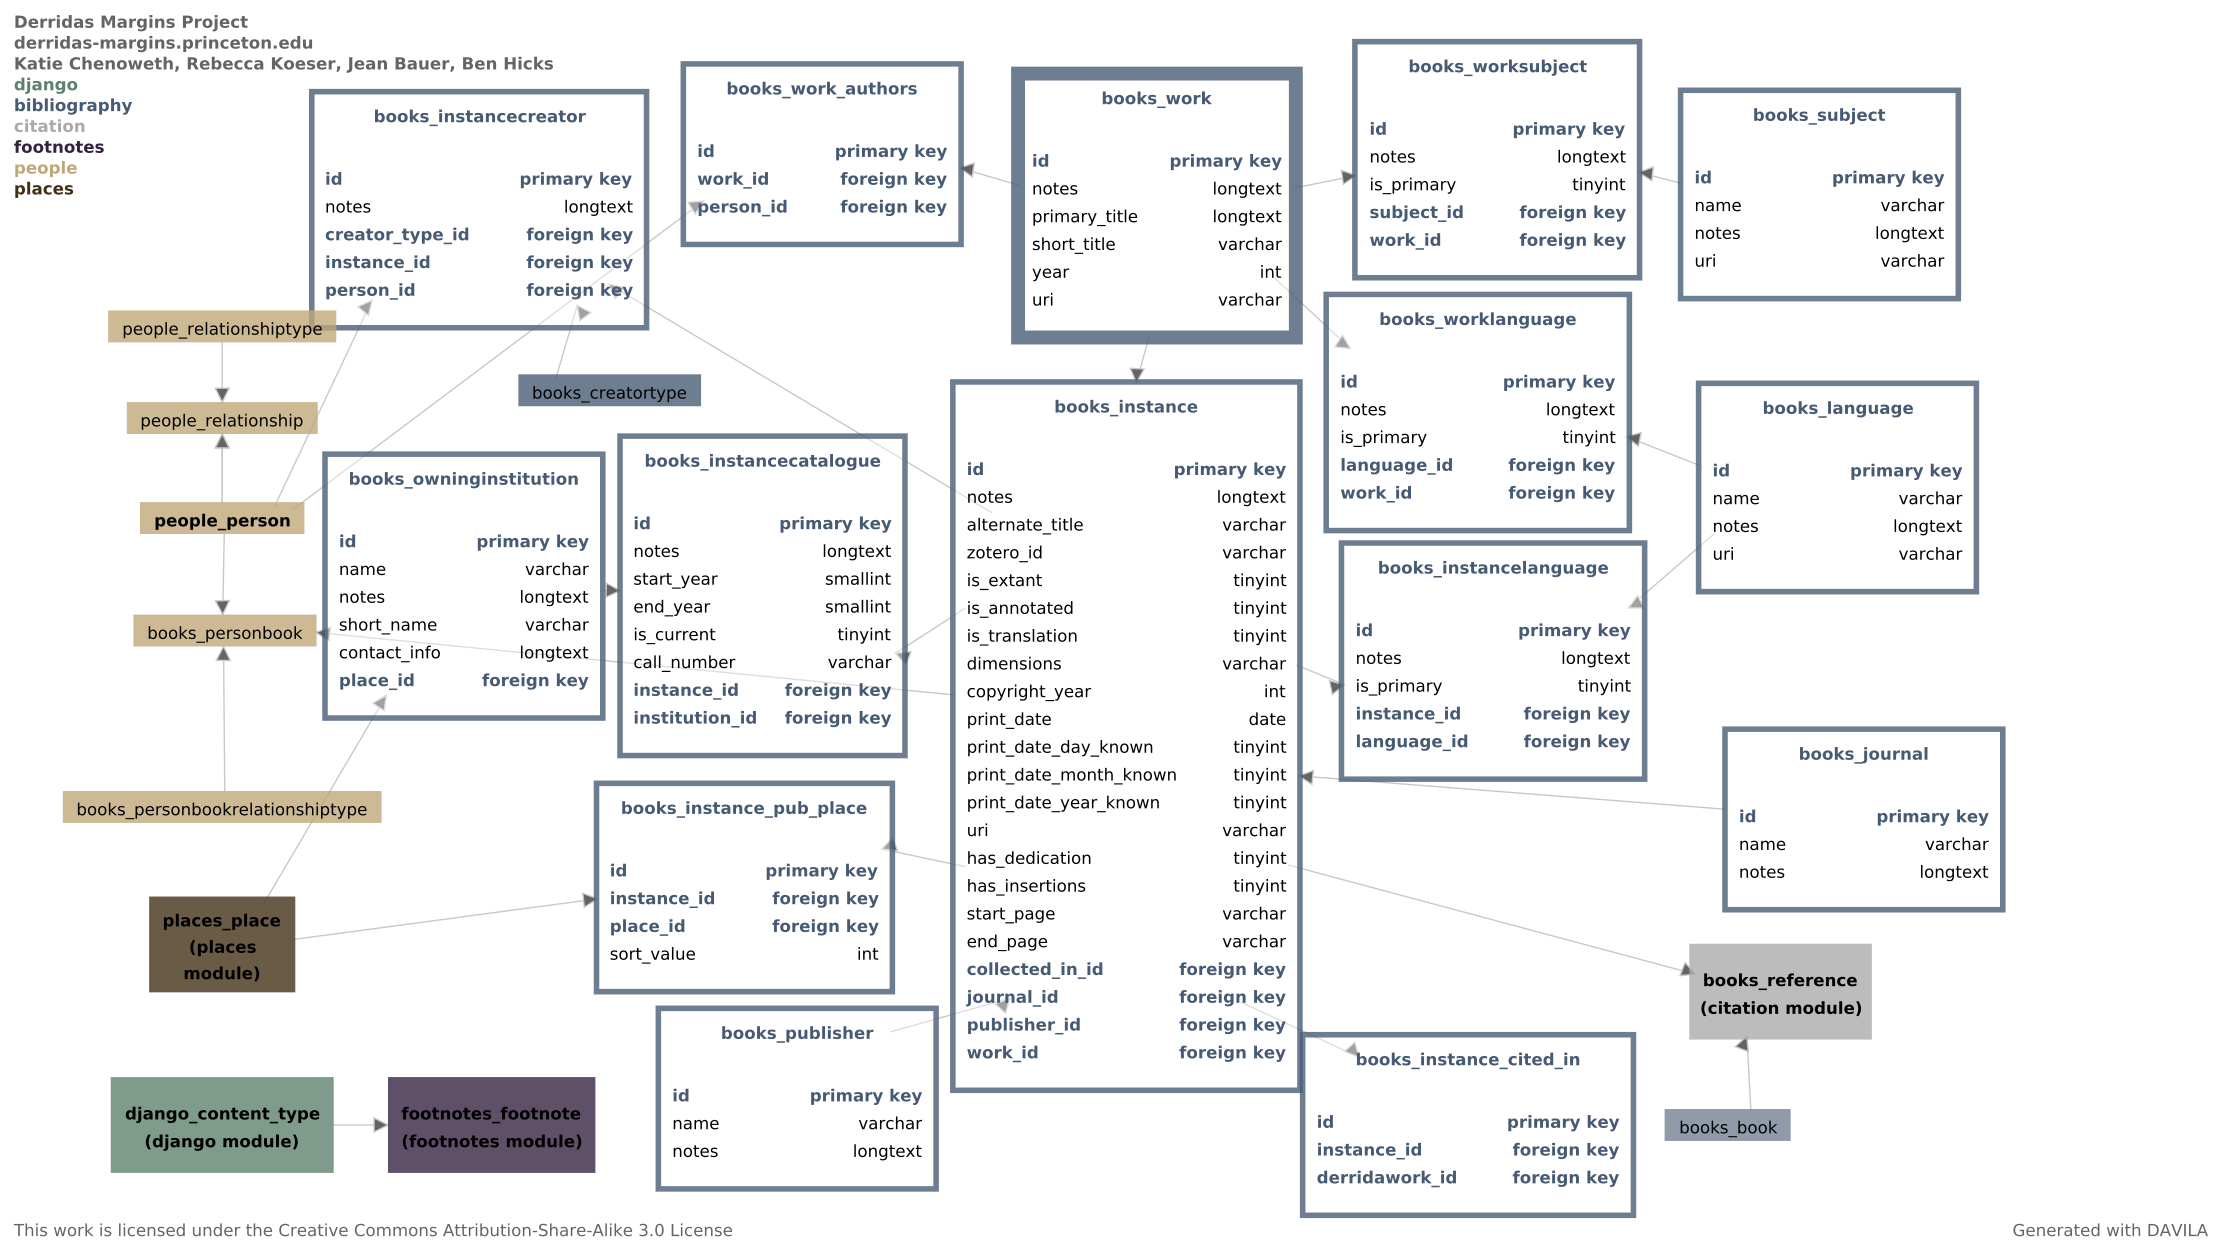 Derridas Margins Project
derridas-margins.princeton.edu
Katie Chenoweth, Rebecca Koeser, Jean Bauer, Ben Hicks
django
bibliography
citation
footnotes
people
places
books_instancecreator
id primary key
notes longtext
creator_type_id foreign key
instance_id foreign key
person_id foreign key
books_work_authors
id primary key
work_id foreign key
person_id foreign key
books_work
id primary key
notes longtext
primary_title longtext
short_title varchar
year int
uri varchar
books_worksubject
id primary key
notes longtext
is_primary tinyint
subject_id foreign key
work_id foreign key
books_subject
id primary key
name varchar
notes longtext
uri varchar
people_relationshiptype
people_relationship
people_person
books_personbook
books_personbookrelationshiptype
books_creatortype
books_owninginstitution
id primary key
name varchar
notes longtext
short_name varchar
contact_info longtext
place_id foreign key
books_instancecatalogue
id primary key
notes longtext
start_year smallint
end_year smallint
is_current tinyint
call_number varchar
instance_id foreign key
institution_id foreign key
books_instance
id primary key
notes longtext
alternate_title varchar
zotero_id varchar
is_extant tinyint
is_annotated tinyint
is_translation tinyint
dimensions varchar
copyright_year int
print_date date
print_date_day_known tinyint
print_date_month_known tinyint
print_date_year_known tinyint
uri varchar
has_dedication tinyint
has_insertions tinyint
start_page varchar
end_page varchar
collected_in_id foreign key
journal_id foreign key
publisher_id foreign key
work_id foreign key
books_worklanguage
id primary key
notes longtext
is_primary tinyint
language_id foreign key
work_id foreign key
books_language
id primary key
name varchar
notes longtext
uri varchar
books_instancelanguage
id primary key
notes longtext
is_primary tinyint
instance_id foreign key
language_id foreign key
books_journal
id primary key
name varchar
notes longtext
books_instance_pub_place
id primary key
instance_id foreign key
place_id foreign key
sort_value int
places_place
(places
module)
books_publisher
id primary key
name varchar
notes longtext
books_reference
(citation module)
books_instance_cited_in
id primary key
instance_id foreign key
derridawork_id foreign key
books_book
django_content_type
(django module)
footnotes_footnote
(footnotes module)
This work is licensed under the Creative Commons Attribution-Share-Alike 3.0 License
Generated with DAVILA